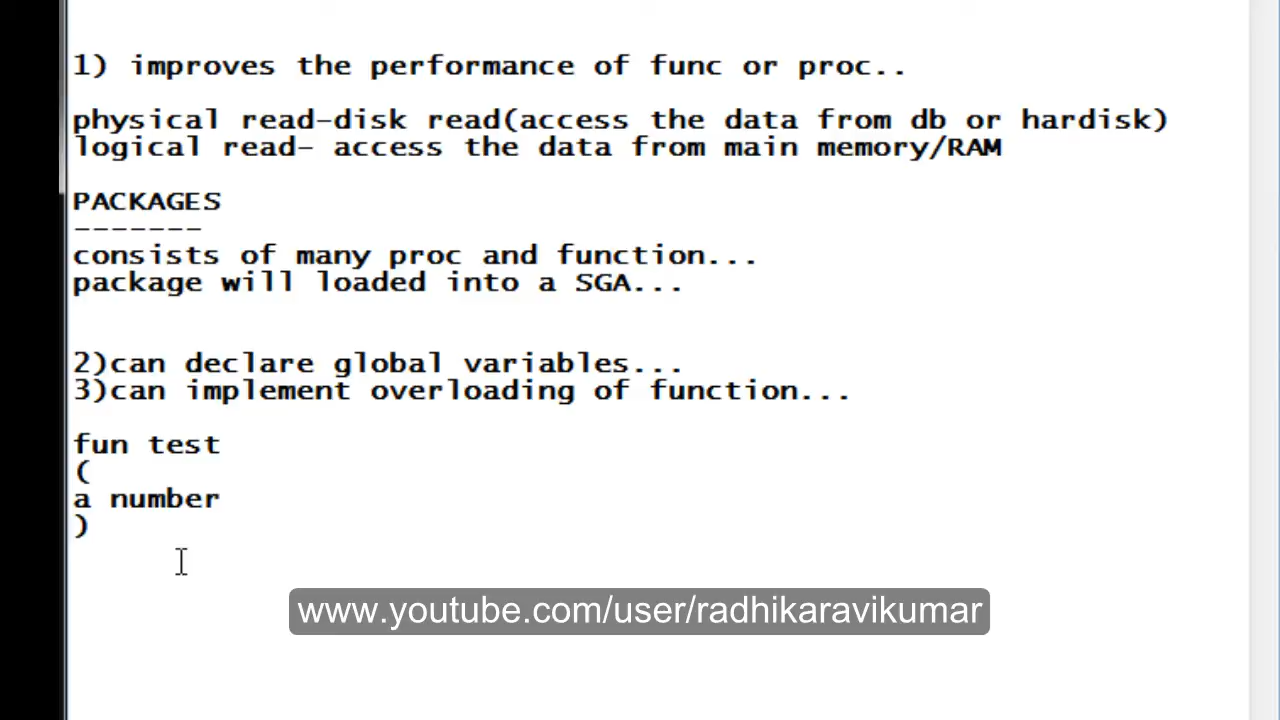 1) improves the performance of func or proc..
physical read-disk read(access the data from db or hardisk)
logical read- access the data from main memory/RAM
PACKAGES
-------
consists of many proc and function...
package will loaded into a SGA...
2)can declare global variables...
3)can implement overloading of function...
fun test
(
a number
)
www.youtube.com/user/radhikaravikumar